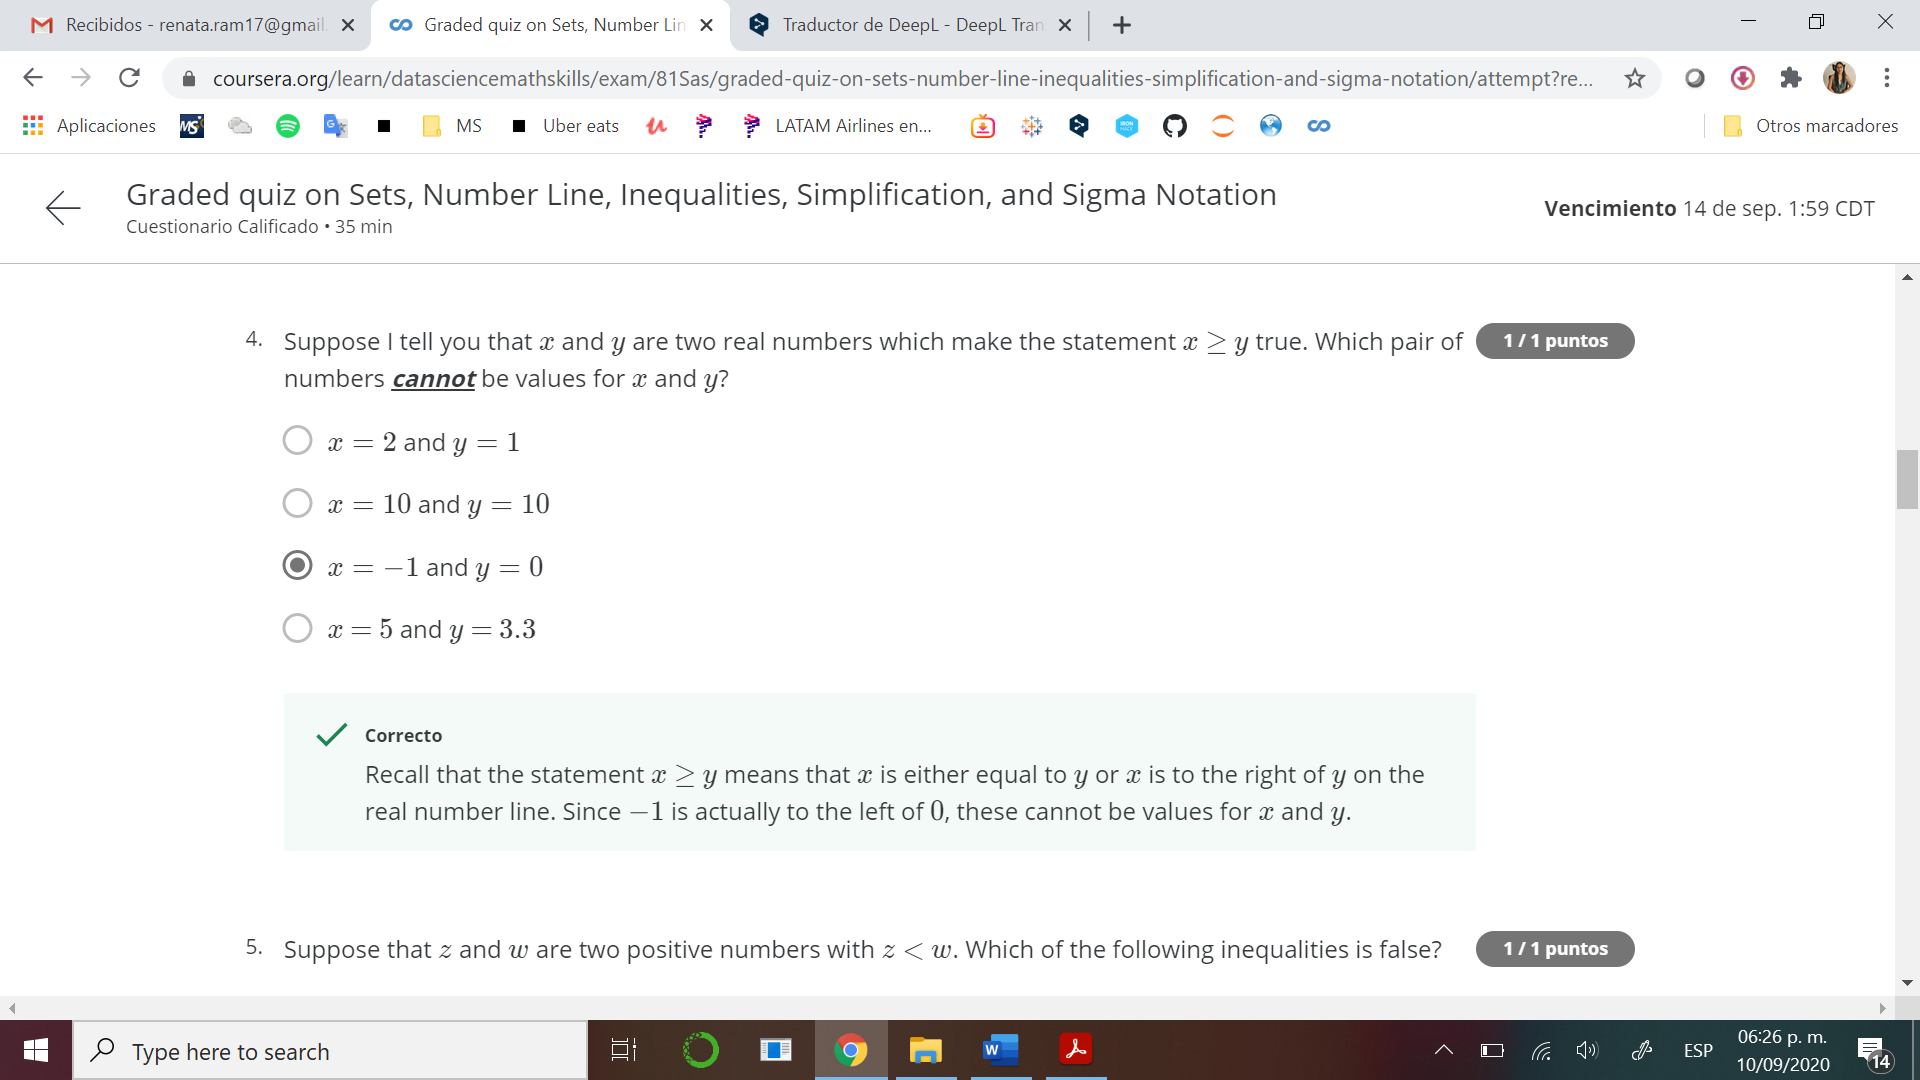 Recibidos - renata.ram17@gmail.
Graded quiz on Sets, Number Lin
Traductor de DeepL - DeepL Tran
coursera.org/learn/datasciencemathskills/exam/81Sas/graded-quiz-on-sets-number-line-inequalities-simplification-and-sigma-notation/attempt?re...
Aplicaciones
MS
Uber eats
LATAM Airlines en...
Otros marcadores
Graded quiz on Sets, Number Line, Inequalities, Simplification, and Sigma Notation
Cuestionario Calificado • 35 min
Vencimiento 14 de sep. 1:59 CDT
4. Suppose I tell you that x and y are two real numbers which make the statement x ≥ y true. Which pair of
numbers cannot be values for x and y?
1 / 1 puntos
x = 2 and y = 1
x = 10 and y = 10
x = −1 and y = 0
x = 5 and y = 3.3
Correcto
Recall that the statement x ≥ y means that x is either equal to y or x is to the right of y on the
real number line. Since −1 is actually to the left of 0, these cannot be values for x and y.
5. Suppose that z and w are two positive numbers with z < w. Which of the following inequalities is false?
1 / 1 puntos
Type here to search
ESP
06:26 p. m.
10/09/2020
14